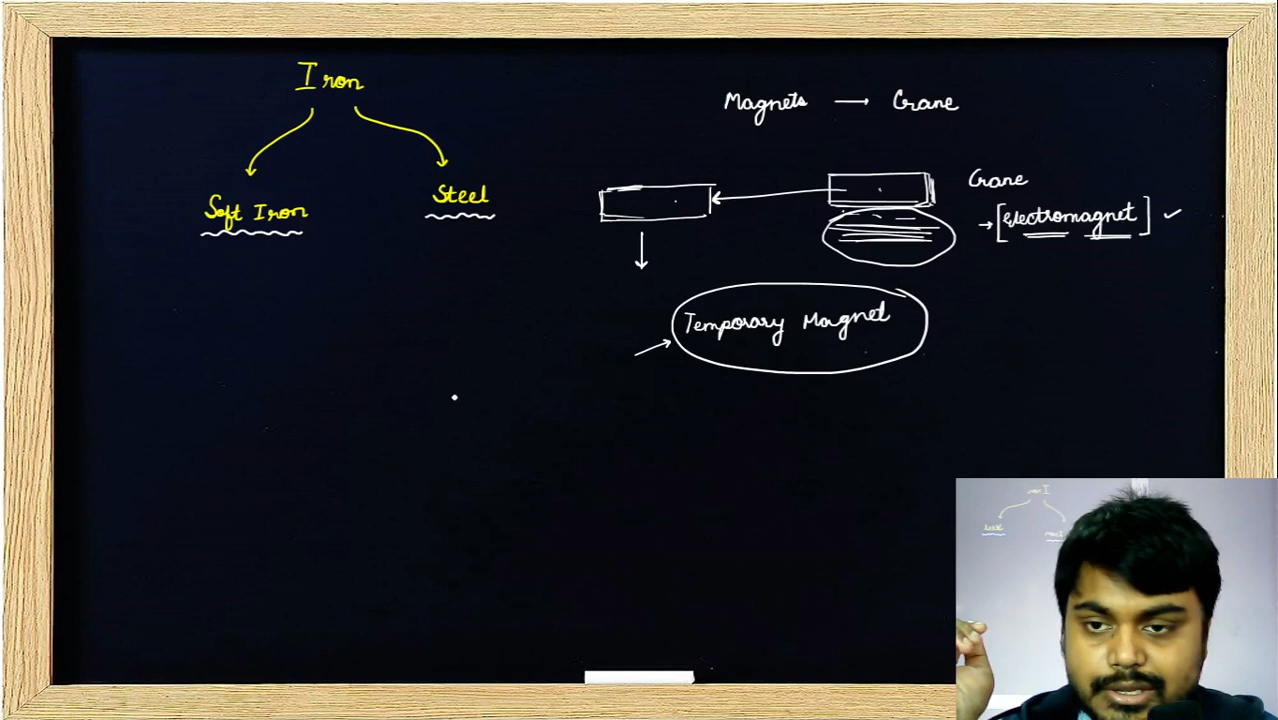 Iron
Soft Iron
Steel
Magnets → Crane
Crane
→ [Electromagnet] ✓
Temporary Magnet